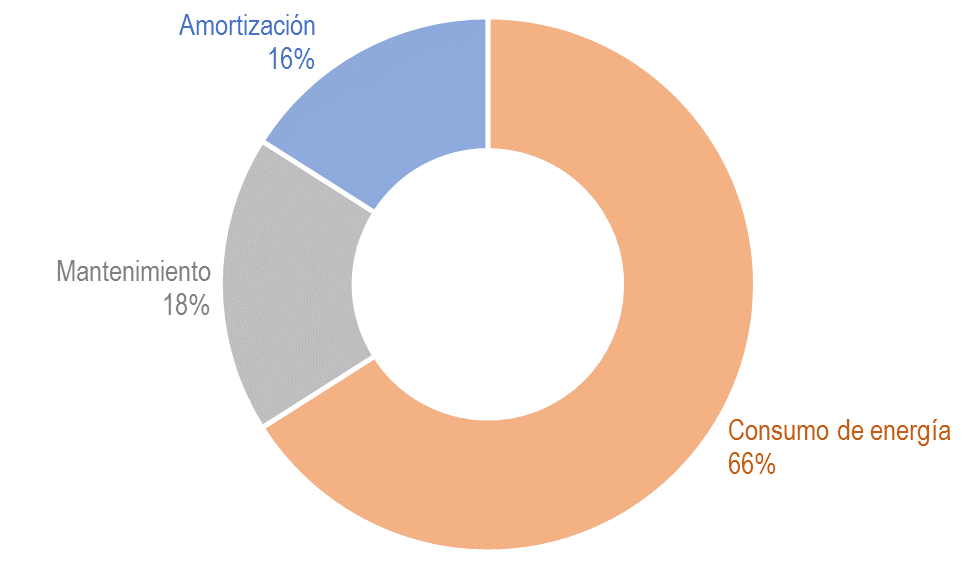 Amortización
16%
Mantenimiento
18%
Consumo de energía
66%